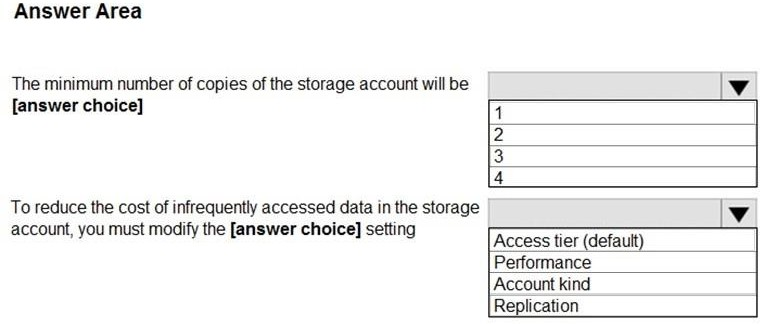 Answer Area
The minimum number of copies of the storage account will be
[answer choice]
1
2
3
4
To reduce the cost of infrequently accessed data in the storage
account, you must modify the [answer choice] setting
Access tier (default)
Performance
Account kind
Replication